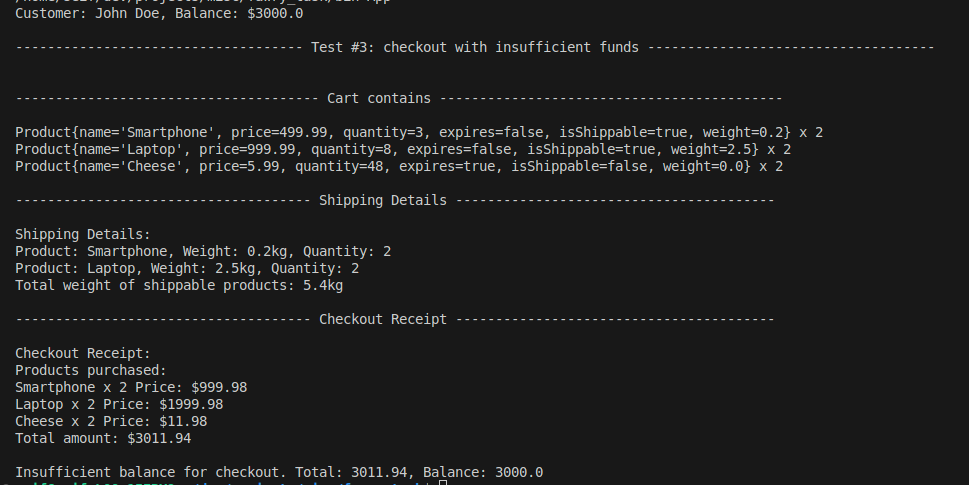 Customer: John Doe, Balance: $3000.0
------------------------------------ Test #3: checkout with insufficient funds ------------------------------------
-------------------------------------- Cart contains -------------------------------------------
Product{name='Smartphone', price=499.99, quantity=3, expires=false, isShippable=true, weight=0.2} x 2
Product{name='Laptop', price=999.99, quantity=8, expires=false, isShippable=true, weight=2.5} x 2
Product{name='Cheese', price=5.99, quantity=48, expires=true, isShippable=false, weight=0.0} x 2
------------------------------------- Shipping Details ----------------------------------------
Shipping Details:
Product: Smartphone, Weight: 0.2kg, Quantity: 2
Product: Laptop, Weight: 2.5kg, Quantity: 2
Total weight of shippable products: 5.4kg
------------------------------------- Checkout Receipt ----------------------------------------
Checkout Receipt:
Products purchased:
Smartphone x 2 Price: $999.98
Laptop x 2 Price: $1999.98
Cheese x 2 Price: $11.98
Total amount: $3011.94
Insufficient balance for checkout. Total: 3011.94, Balance: 3000.0